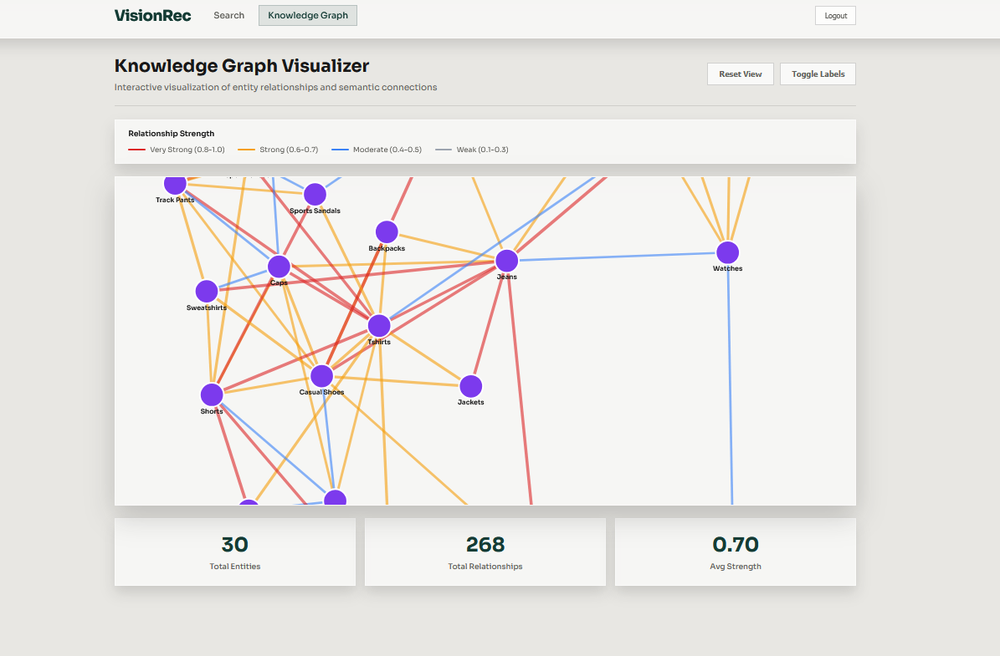 VisionRec
Search
Knowledge Graph
Logout
Knowledge Graph Visualizer
Interactive visualization of entity relationships and semantic connections
Reset View
Toggle Labels
Relationship Strength
Very Strong (0.8-1.0)
Strong (0.6-0.7)
Moderate (0.4-0.5)
Weak (0.1-0.3)
Track Pants
Sports Sandals
Backpacks
Watches
Jeans
Caps
Sweatshirts
Tshirts
Casual Shoes
Jackets
Shorts
30
268
0.70
Total Entities
Total Relationships
Avg Strength